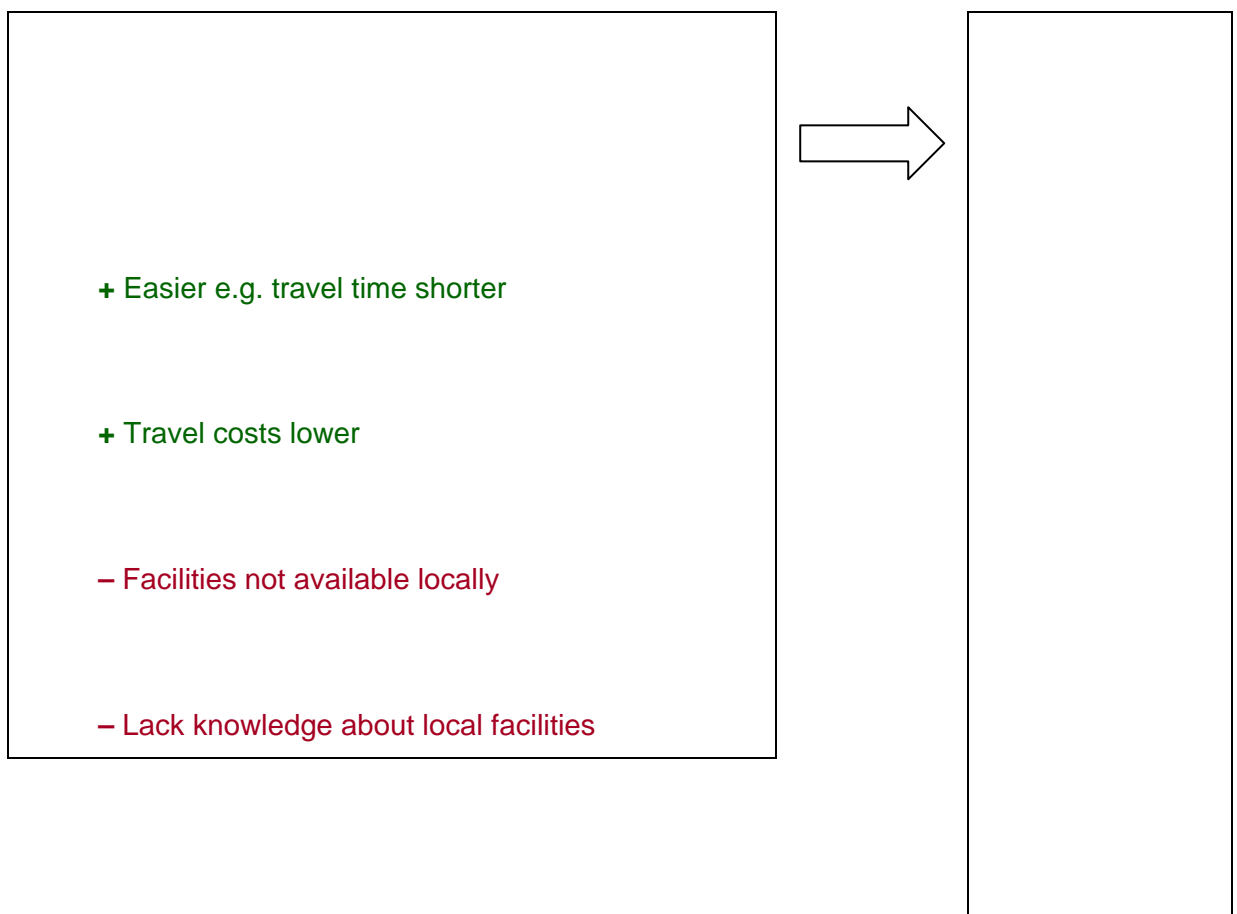 + Easier e.g. travel time shorter
+ Travel costs lower
– Facilities not available locally
– Lack knowledge about local facilities